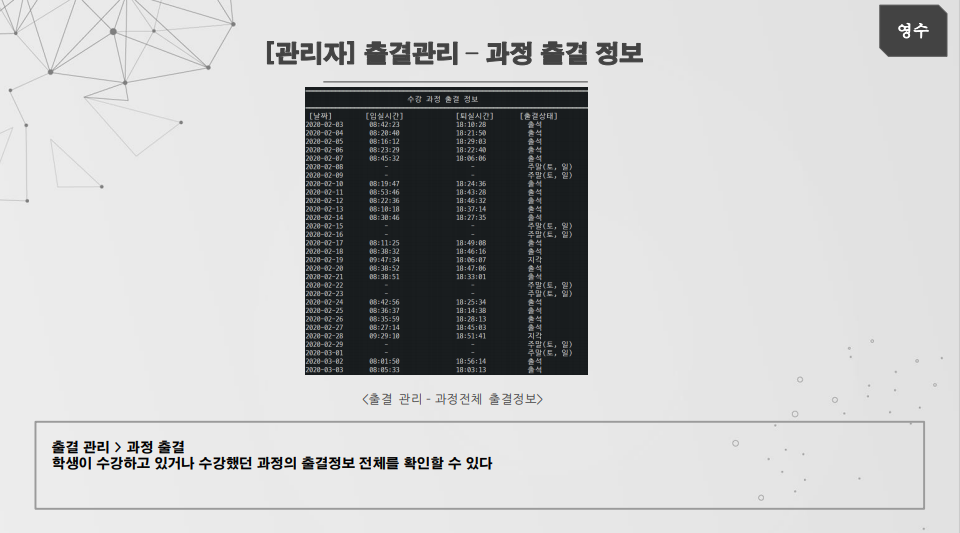 영수
[관리자] 출결관리 – 과정 출결 정보
수강 과정 출결 정보
[날짜] [입실시간] [퇴실시간] [출결상태]
2020-02-03 08:42:23 18:10:28 출석
2020-02-04 08:20:40 18:21:50 출석
2020-02-05 08:16:12 18:29:03 출석
2020-02-06 08:23:29 18:22:40 출석
2020-02-07 08:45:32 18:06:06 출석
2020-02-08 - - 주말(토, 일)
2020-02-09 - - 주말(토, 일)
2020-02-10 08:19:47 18:24:36 출석
2020-02-11 08:53:46 18:43:28 출석
2020-02-12 08:22:36 18:46:32 출석
2020-02-13 08:10:18 18:37:14 출석
2020-02-14 08:30:46 18:27:35 출석
2020-02-15 - - 주말(토, 일)
2020-02-16 - - 주말(토, 일)
2020-02-17 08:11:25 18:49:08 출석
2020-02-18 08:38:32 18:46:16 출석
2020-02-19 09:47:34 18:06:07 지각
2020-02-20 08:38:52 18:47:06 출석
2020-02-21 08:38:51 18:33:01 출석
2020-02-22 - - 주말(토, 일)
2020-02-23 - - 주말(토, 일)
2020-02-24 08:42:56 18:25:34 출석
2020-02-25 08:36:37 18:14:38 출석
2020-02-26 08:35:59 18:28:13 출석
2020-02-27 08:27:14 18:45:03 출석
2020-02-28 09:29:10 18:51:41 지각
2020-02-29 - - 주말(토, 일)
2020-03-01 - - 주말(토, 일)
2020-03-02 08:01:50 18:56:14 출석
2020-03-03 08:05:33 18:03:13 출석
<출결 관리 - 과정전체 출결정보>
출결 관리 > 과정 출결
학생이 수강하고 있거나 수강했던 과정의 출결정보 전체를 확인할 수 있다